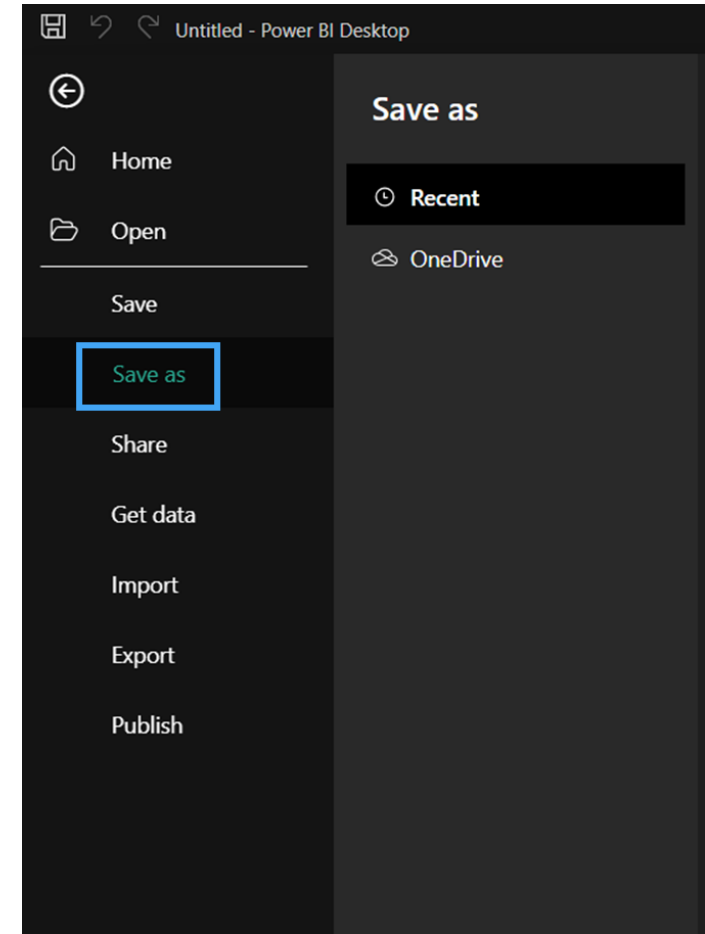 Untitled - Power BI Desktop
Home
Open
Save
Save as
Share
Get data
Import
Export
Publish
Save as
Recent
OneDrive